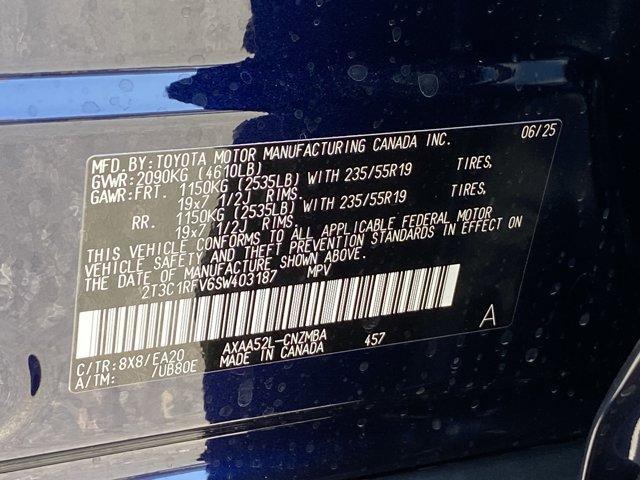 06/25
MFD. BY: TOYOTA MOTOR MANUFACTURING CANADA INC.
GVWR: 2090KG (4610LB)
GAWR: FRT. 1150KG (2535LB) WITH 235/55R19 TIRES,
19x7 1/2J RIMS
RR. 1150KG (2535LB) WITH 235/55R19 TIRES,
19x7 1/2J RIMS
THIS VEHICLE CONFORMS TO ALL APPLICABLE FEDERAL MOTOR
VEHICLE SAFETY AND THEFT PREVENTION STANDARDS IN EFFECT ON
THE DATE OF MANUFACTURE SHOWN ABOVE.
2T3C1RFV6SW403187 MPV
A
C/TR: 8X8/EA20 AXAA52L-CNZMBA 457
A/TM: /UB80E MADE IN CANADA